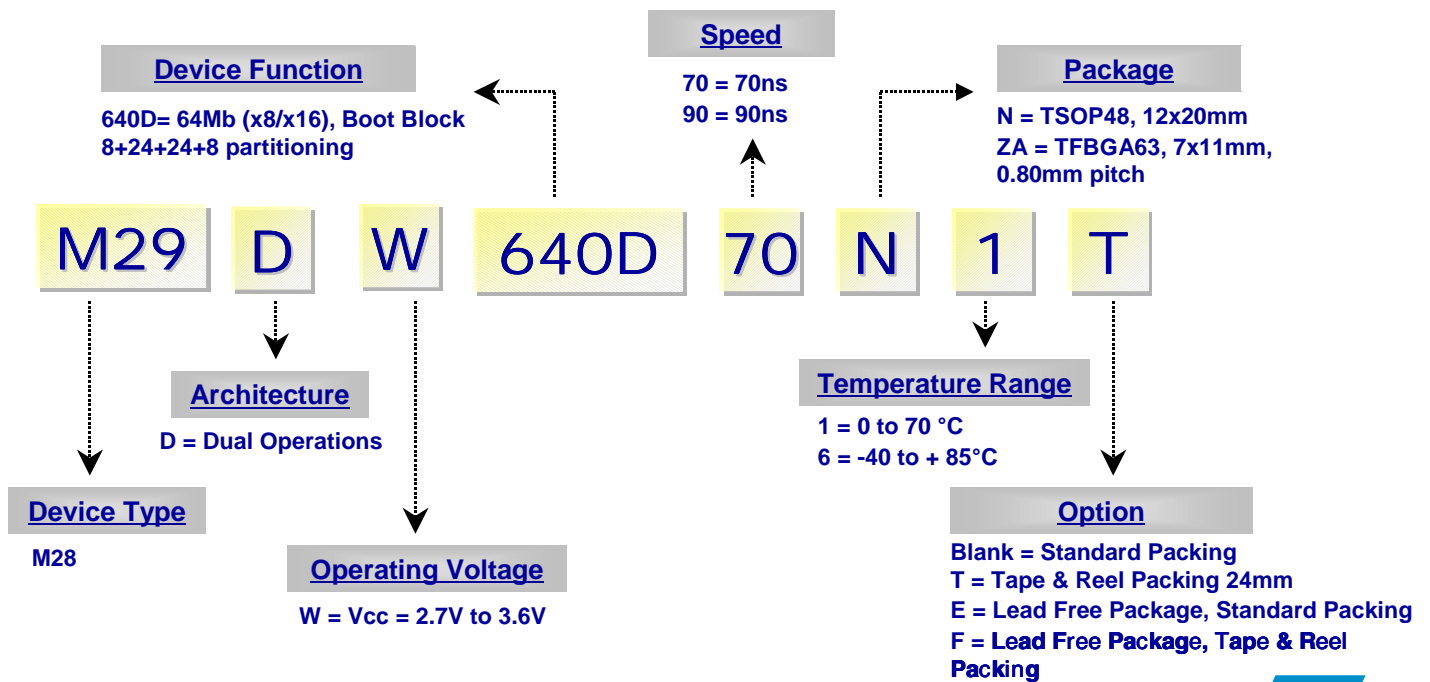 Speed
70 = 70ns
90 = 90ns
Device Function
640D= 64Mb (x8/x16), Boot Block
8+24+24+8 partitioning
Package
N = TSOP48, 12x20mm
ZA = TFBGA63, 7x11mm,
0.80mm pitch
M29 D W 640D 70 N 1 T
Architecture
D = Dual Operations
Temperature Range
1 = 0 to 70 °C
6 = -40 to + 85°C
Device Type
M28
Operating Voltage
W = Vcc = 2.7V to 3.6V
Option
Blank = Standard Packing
T = Tape & Reel Packing 24mm
E = Lead Free Package, Standard Packing
F = Lead Free Package, Tape & Reel
Packing